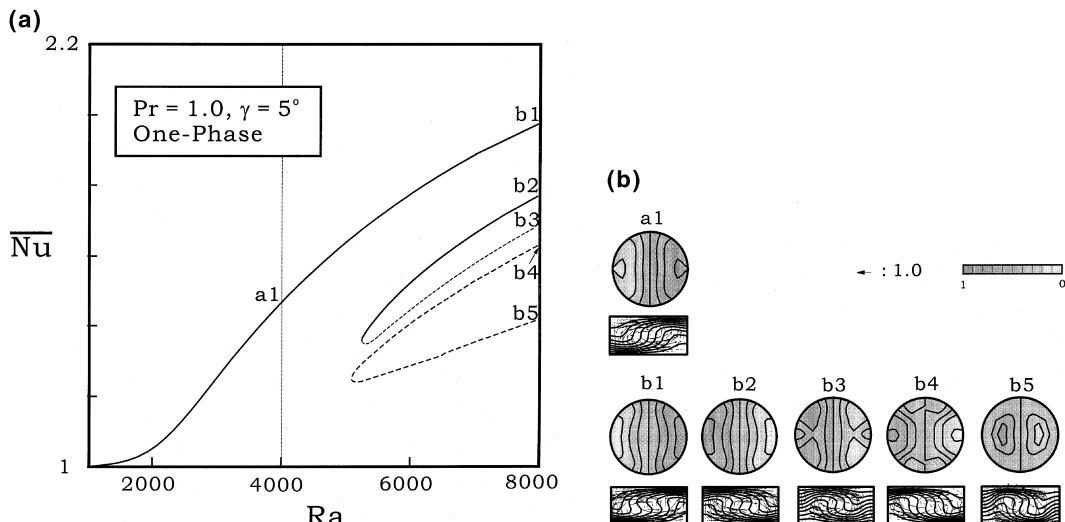 (a)
2.2
Pr = 1.0, γ = 5°
One-Phase
b1
b2
b3
b4
b5
a1
Nu
1
2000 4000 6000 8000
Ra
(b)
a1
: 1.0
1 0
b1 b2 b3 b4 b5